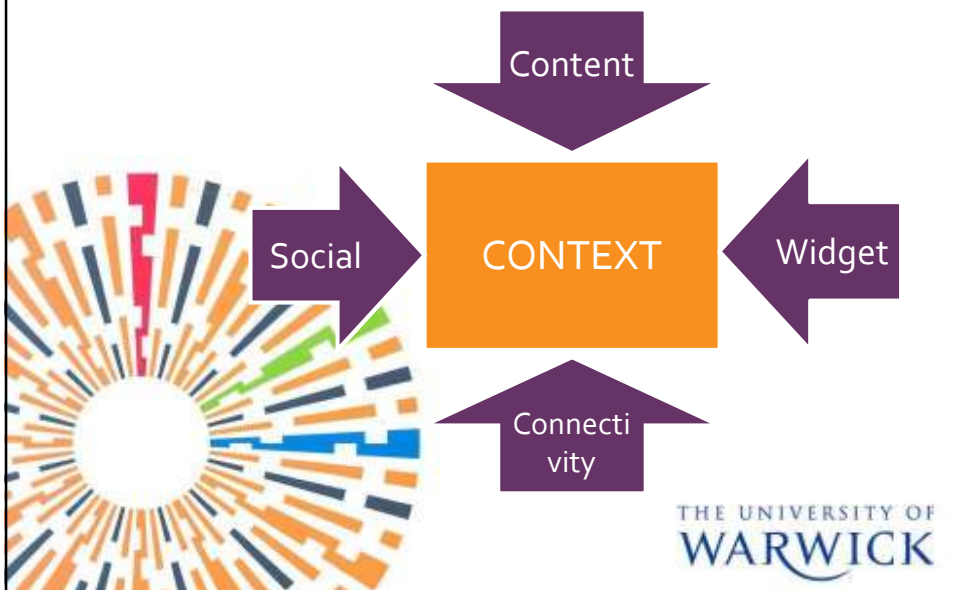 Content
Social
CONTEXT
Widget
Connecti
vity
THE UNIVERSITY OF
WARWICK